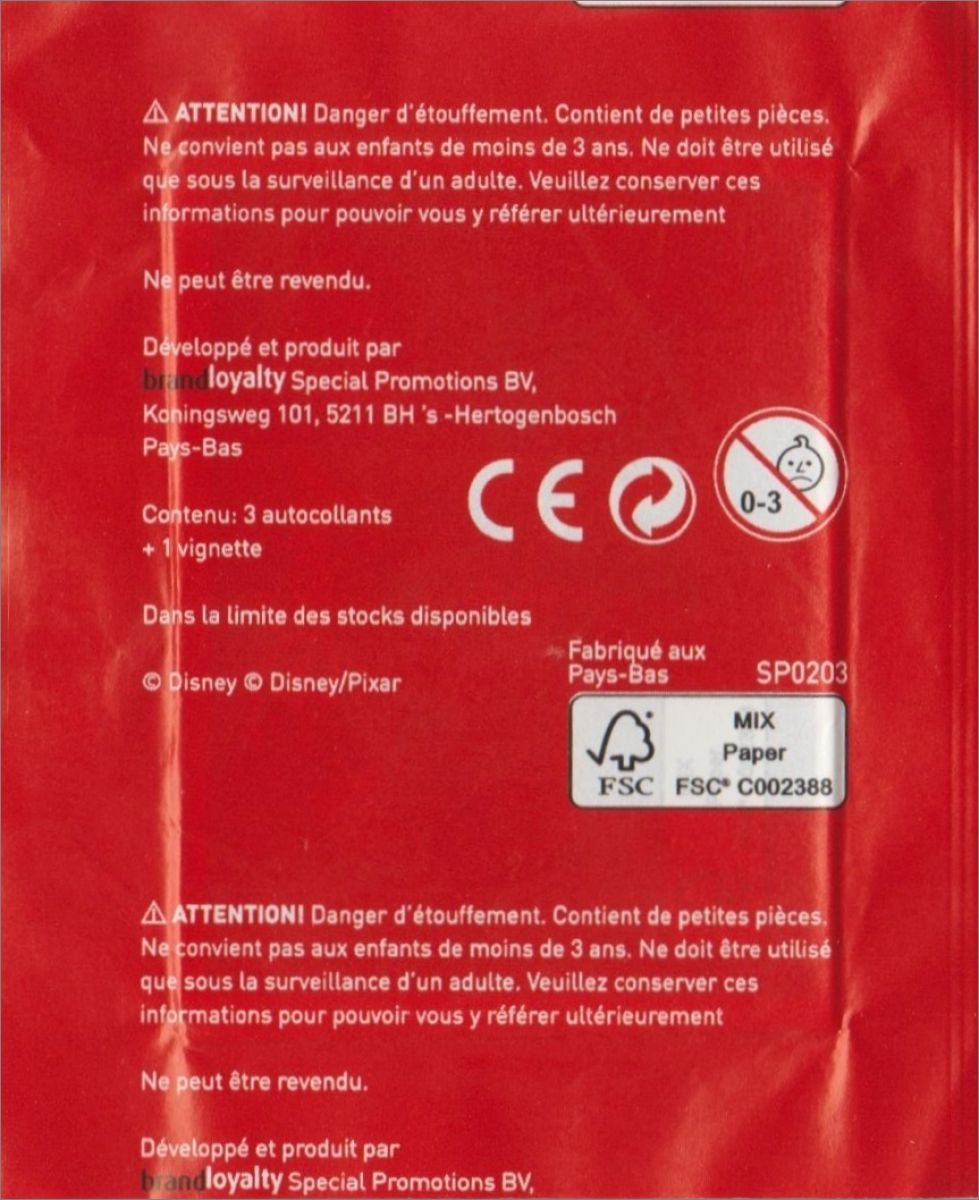 ⚠ ATTENTION! Danger d'étouffement. Contient de petites pièces.
Ne convient pas aux enfants de moins de 3 ans. Ne doit être utilisé
que sous la surveillance d'un adulte. Veuillez conserver ces
informations pour pouvoir vous y référer ultérieurement
Ne peut être revendu.
Développé et produit par
brandloyalty Special Promotions BV,
Koningsweg 101, 5211 BH 's -Hertogenbosch
Pays-Bas
CE
0-3
Contenu: 3 autocollants
+ 1 vignette
Dans la limite des stocks disponibles
Fabriqué aux
Pays-Bas SP0203
© Disney © Disney/Pixar
MIX
Paper
FSC FSC® C002388
⚠ ATTENTION! Danger d'étouffement. Contient de petites pièces.
Ne convient pas aux enfants de moins de 3 ans. Ne doit être utilisé
que sous la surveillance d'un adulte. Veuillez conserver ces
informations pour pouvoir vous y référer ultérieurement
Ne peut être revendu.
Développé et produit par
brandloyalty Special Promotions BV,